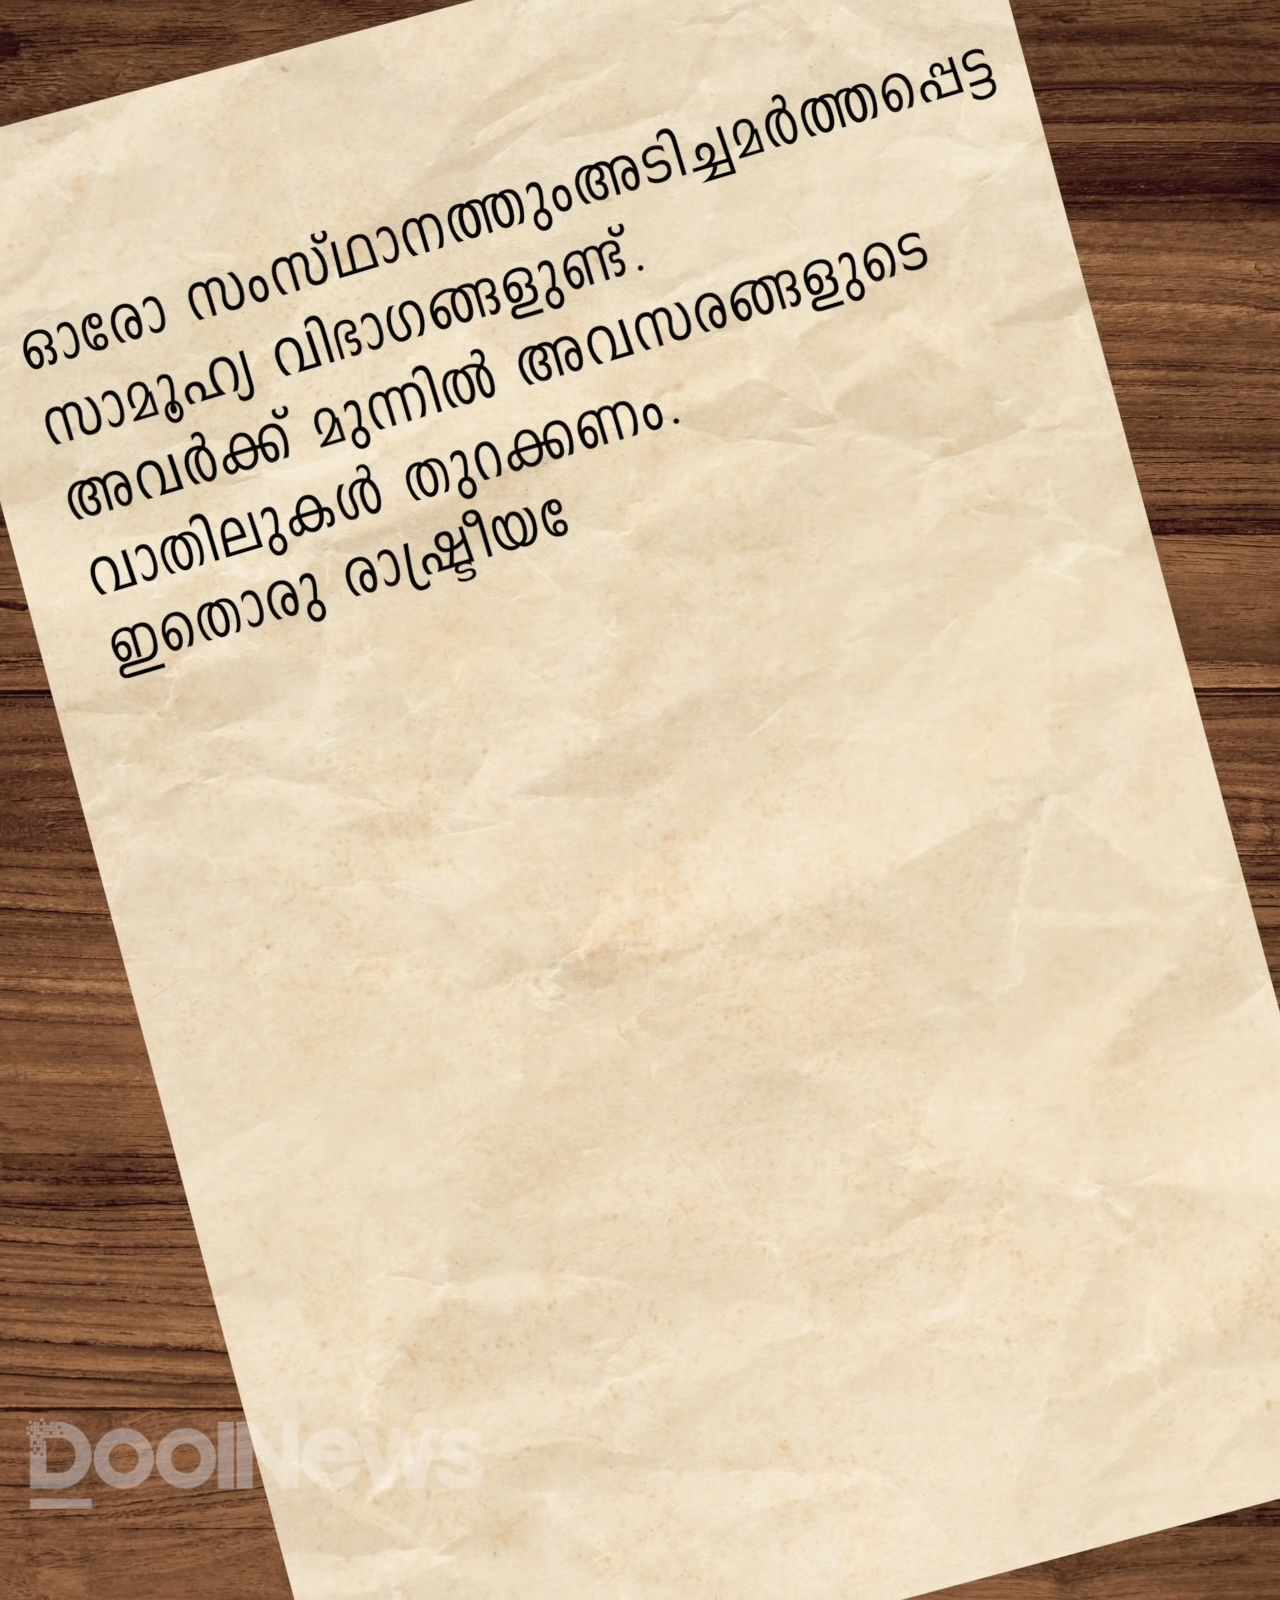 ഓരോ സംസ്ഥാനത്തുംഅടിച്ചമർത്തപ്പെട്ട
സാമൂഹ്യ വിഭാഗങ്ങളുണ്ട്.
അവർക്ക് മുന്നിൽ അവസരങ്ങളുടെ
വാതിലുകൾ തുറക്കണം.
ഇതൊരു രാഷ്ട്രീയ‍േ
DoolNews